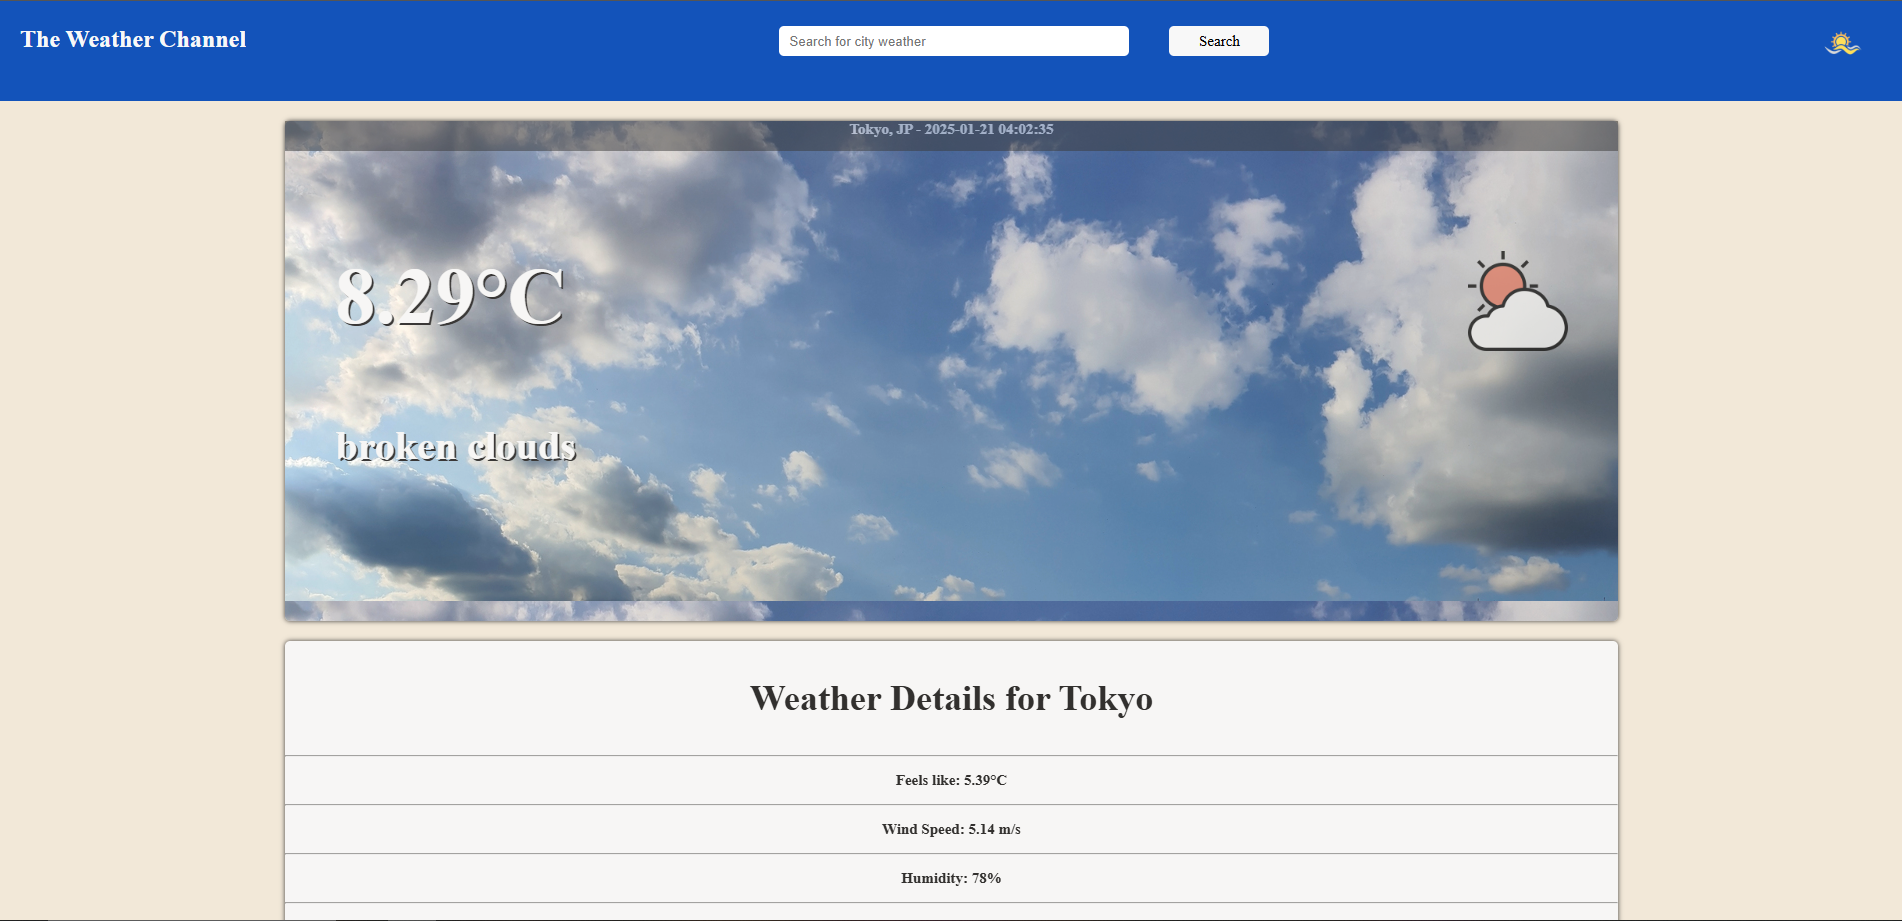 The Weather Channel
Search for city weather
Search
Tokyo, JP - 2025-01-21 04:02:35
8.29°C
broken clouds
Weather Details for Tokyo
Feels like: 5.39°C
Wind Speed: 5.14 m/s
Humidity: 78%